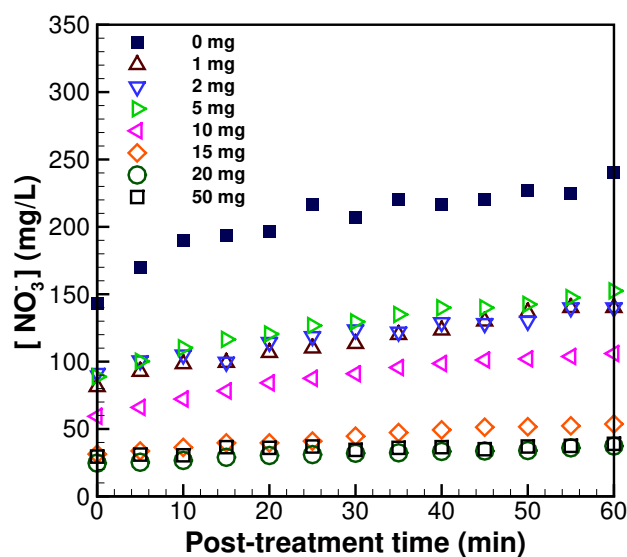 350
300
250
200
150
100
50
0
[ NO₃⁻] (mg/L)
0 mg
1 mg
2 mg
5 mg
10 mg
15 mg
20 mg
50 mg
0 10 20 30 40 50 60
Post-treatment time (min)